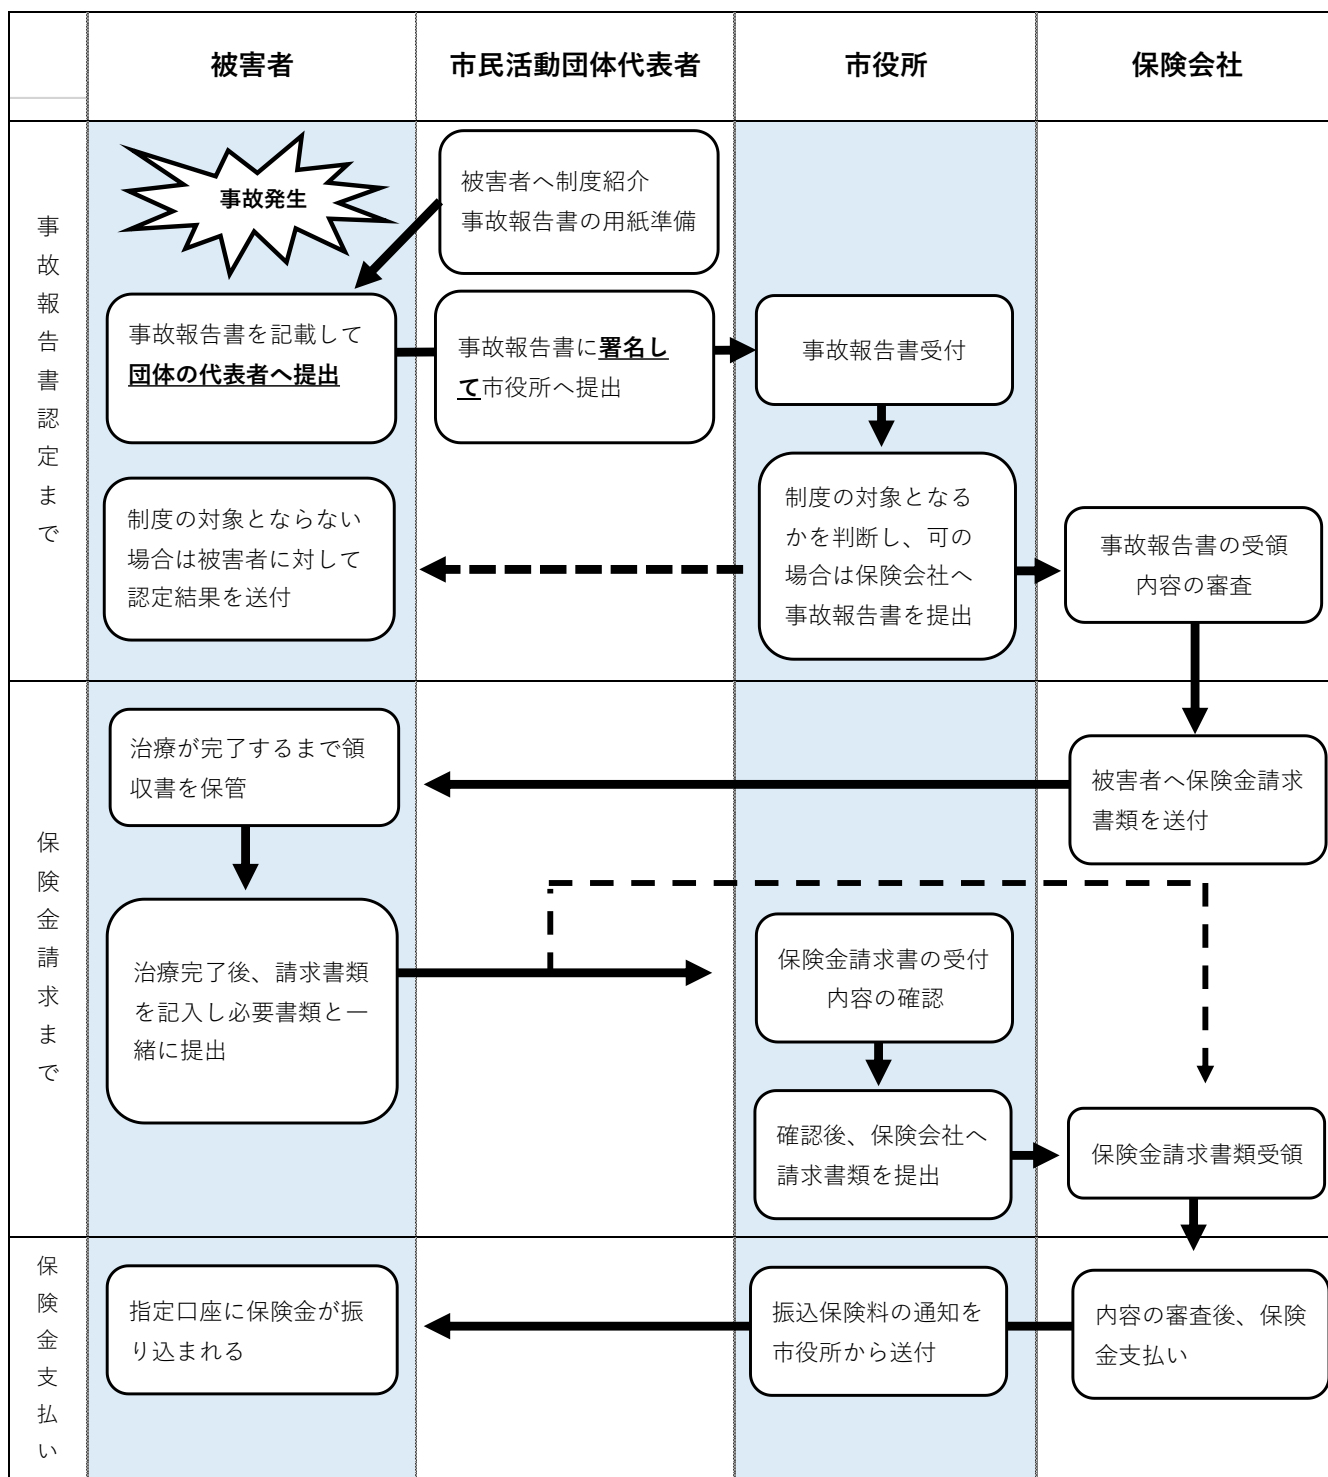 被害者
市民活動団体代表者
市役所
保険会社
事故報告書認定まで
事故発生
被害者へ制度紹介
事故報告書の用紙準備
事故報告書を記載して
団体の代表者へ提出
事故報告書に署名し
て市役所へ提出
事故報告書受付
制度の対象となる
かを判断し、可の
場合は保険会社へ
事故報告書を提出
事故報告書の受領
内容の審査
制度の対象とならない
場合は被害者に対して
認定結果を送付
保険金請求まで
被害者へ保険金請求
書類を送付
治療が完了するまで領
収書を保管
治療完了後、請求書類
を記入し必要書類と一
緒に提出
保険金請求書の受付
内容の確認
確認後、保険会社へ
請求書類を提出
保険金請求書類受領
保険金支払い
内容の審査後、保険
金支払い
振込保険料の通知を
市役所から送付
指定口座に保険金が振
り込まれる